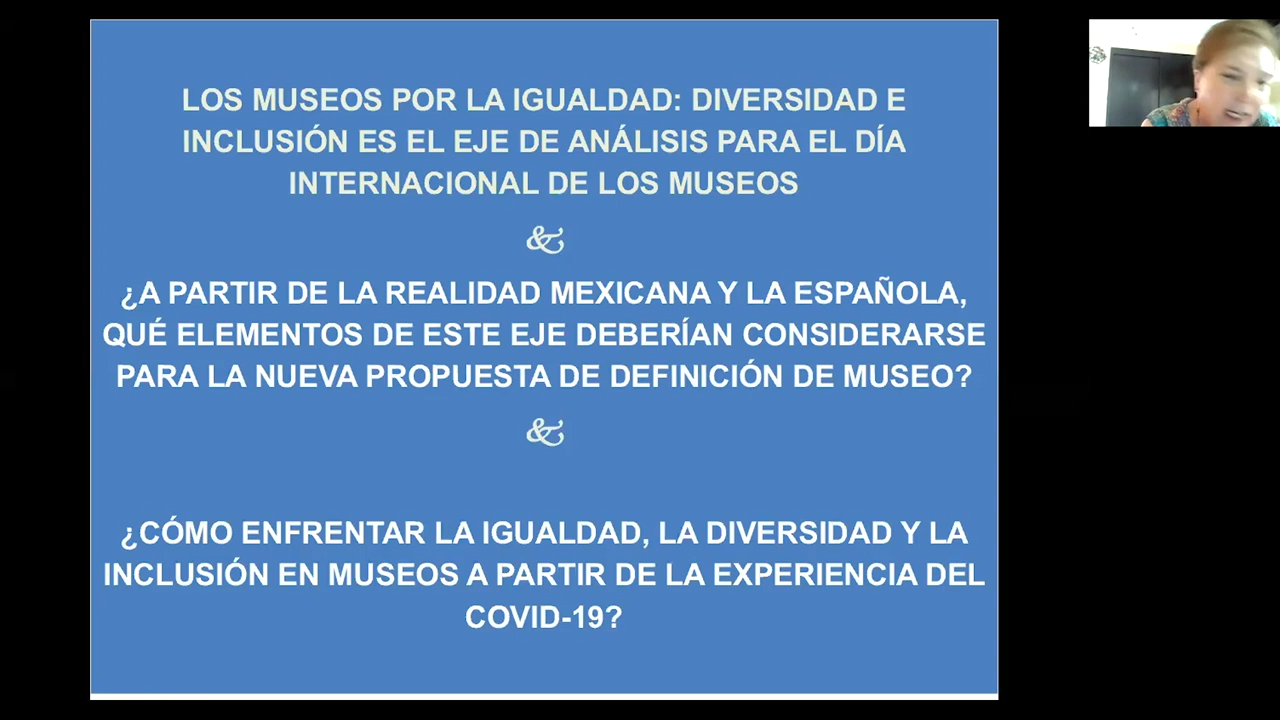 LOS MUSEOS POR LA IGUALDAD: DIVERSIDAD E
INCLUSIÓN ES EL EJE DE ANÁLISIS PARA EL DÍA
INTERNACIONAL DE LOS MUSEOS
&
¿A PARTIR DE LA REALIDAD MEXICANA Y LA ESPAÑOLA,
QUÉ ELEMENTOS DE ESTE EJE DEBERÍAN CONSIDERARSE
PARA LA NUEVA PROPUESTA DE DEFINICIÓN DE MUSEO?
&
¿CÓMO ENFRENTAR LA IGUALDAD, LA DIVERSIDAD Y LA
INCLUSIÓN EN MUSEOS A PARTIR DE LA EXPERIENCIA DEL
COVID-19?